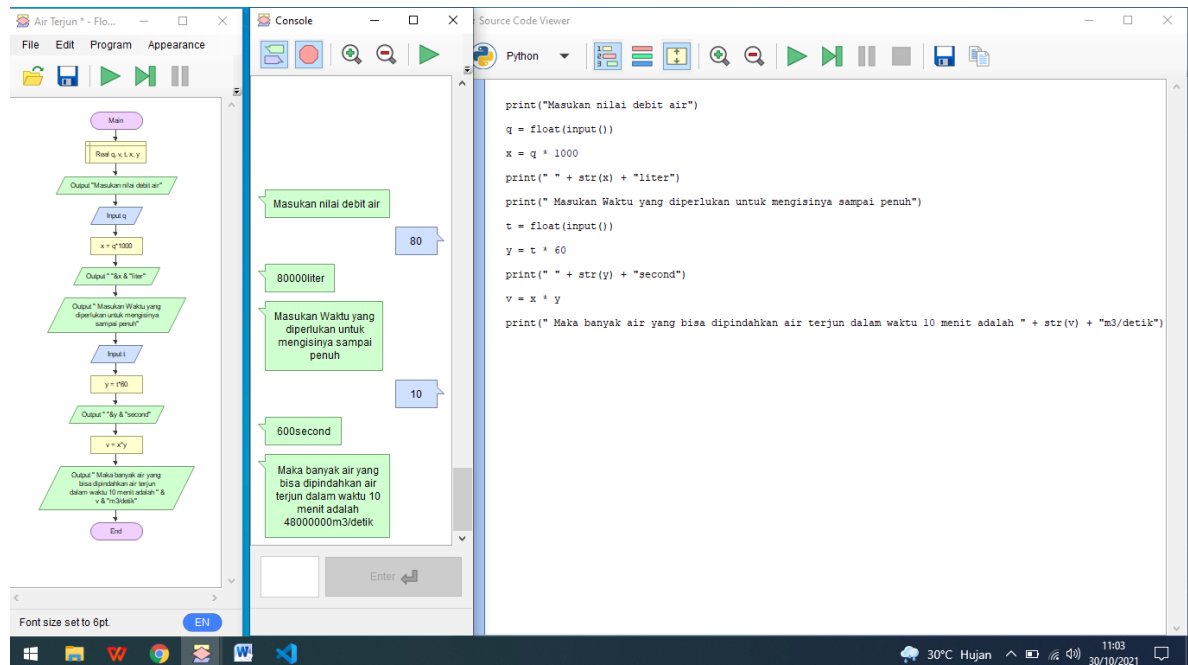 Air Terjun * - Flo...
File Edit Program Appearance
Main
Real q, v, t, x, y
Output "Masukan nilai debit air"
Input q
x = q*1000
Output " "&x & "liter"
Output " Masukan Waktu yang
diperlukan untuk mengisinya
sampai penuh"
Input t
y = t*60
Output " "&y & "second"
v = x*y
Output " Maka banyak air yang
bisa dipindahkan air terjun
dalam waktu 10 menit adalah " &
v & "m3/detik"
End
Font size set to 6pt.
EN
Console
Masukan nilai debit air
80
80000liter
Masukan Waktu yang
diperlukan untuk
mengisinya sampai
penuh
10
600second
Maka banyak air yang
bisa dipindahkan air
terjun dalam waktu 10
menit adalah
48000000m3/detik
Enter
Source Code Viewer
Python
print("Masukan nilai debit air")
q = float(input())
x = q * 1000
print(" " + str(x) + "liter")
print(" Masukan Waktu yang diperlukan untuk mengisinya sampai penuh")
t = float(input())
y = t * 60
print(" " + str(y) + "second")
v = x * y
print(" Maka banyak air yang bisa dipindahkan air terjun dalam waktu 10 menit adalah " + str(v) + "m3/detik")
30°C Hujan
11:03
30/10/2021